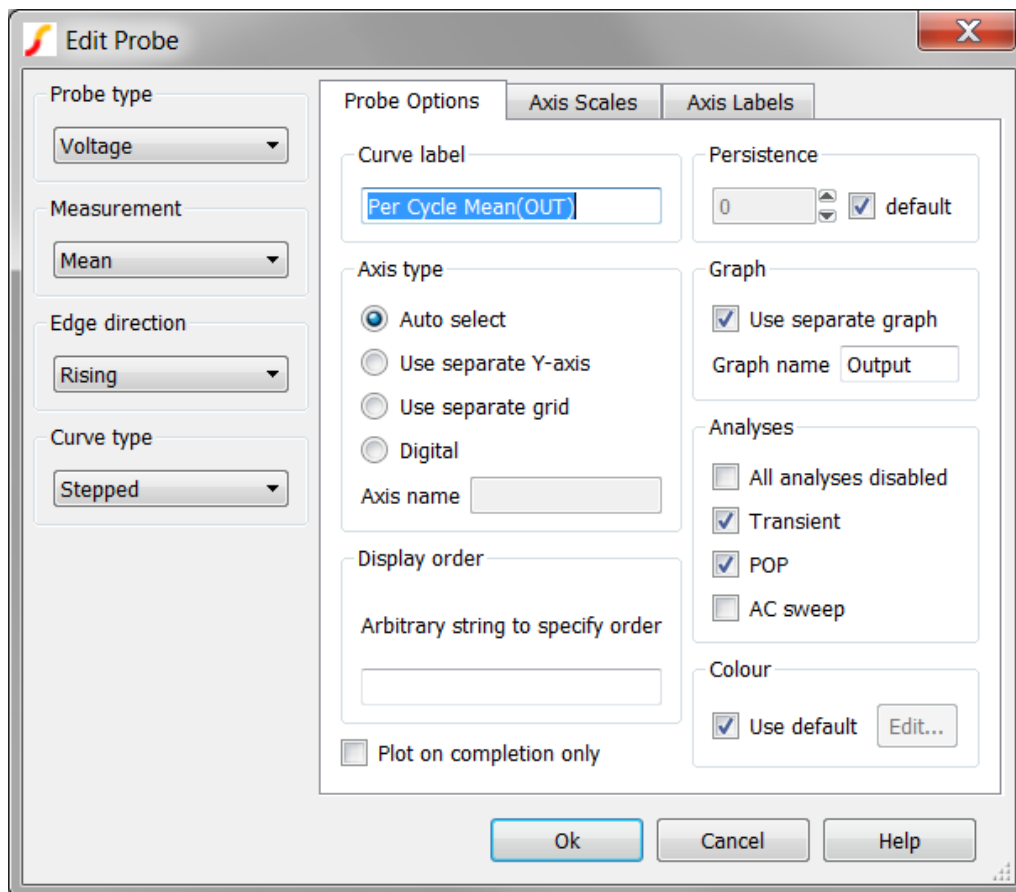 Edit Probe
Probe type
Voltage
Measurement
Mean
Edge direction
Rising
Curve type
Stepped
Probe Options
Axis Scales
Axis Labels
Curve label
Per Cycle Mean(OUT)
Axis type
Auto select
Use separate Y-axis
Use separate grid
Digital
Axis name
Display order
Arbitrary string to specify order
Plot on completion only
Persistence
0
default
Graph
Use separate graph
Graph name Output
Analyses
All analyses disabled
Transient
POP
AC sweep
Colour
Use default Edit...
Ok
Cancel
Help